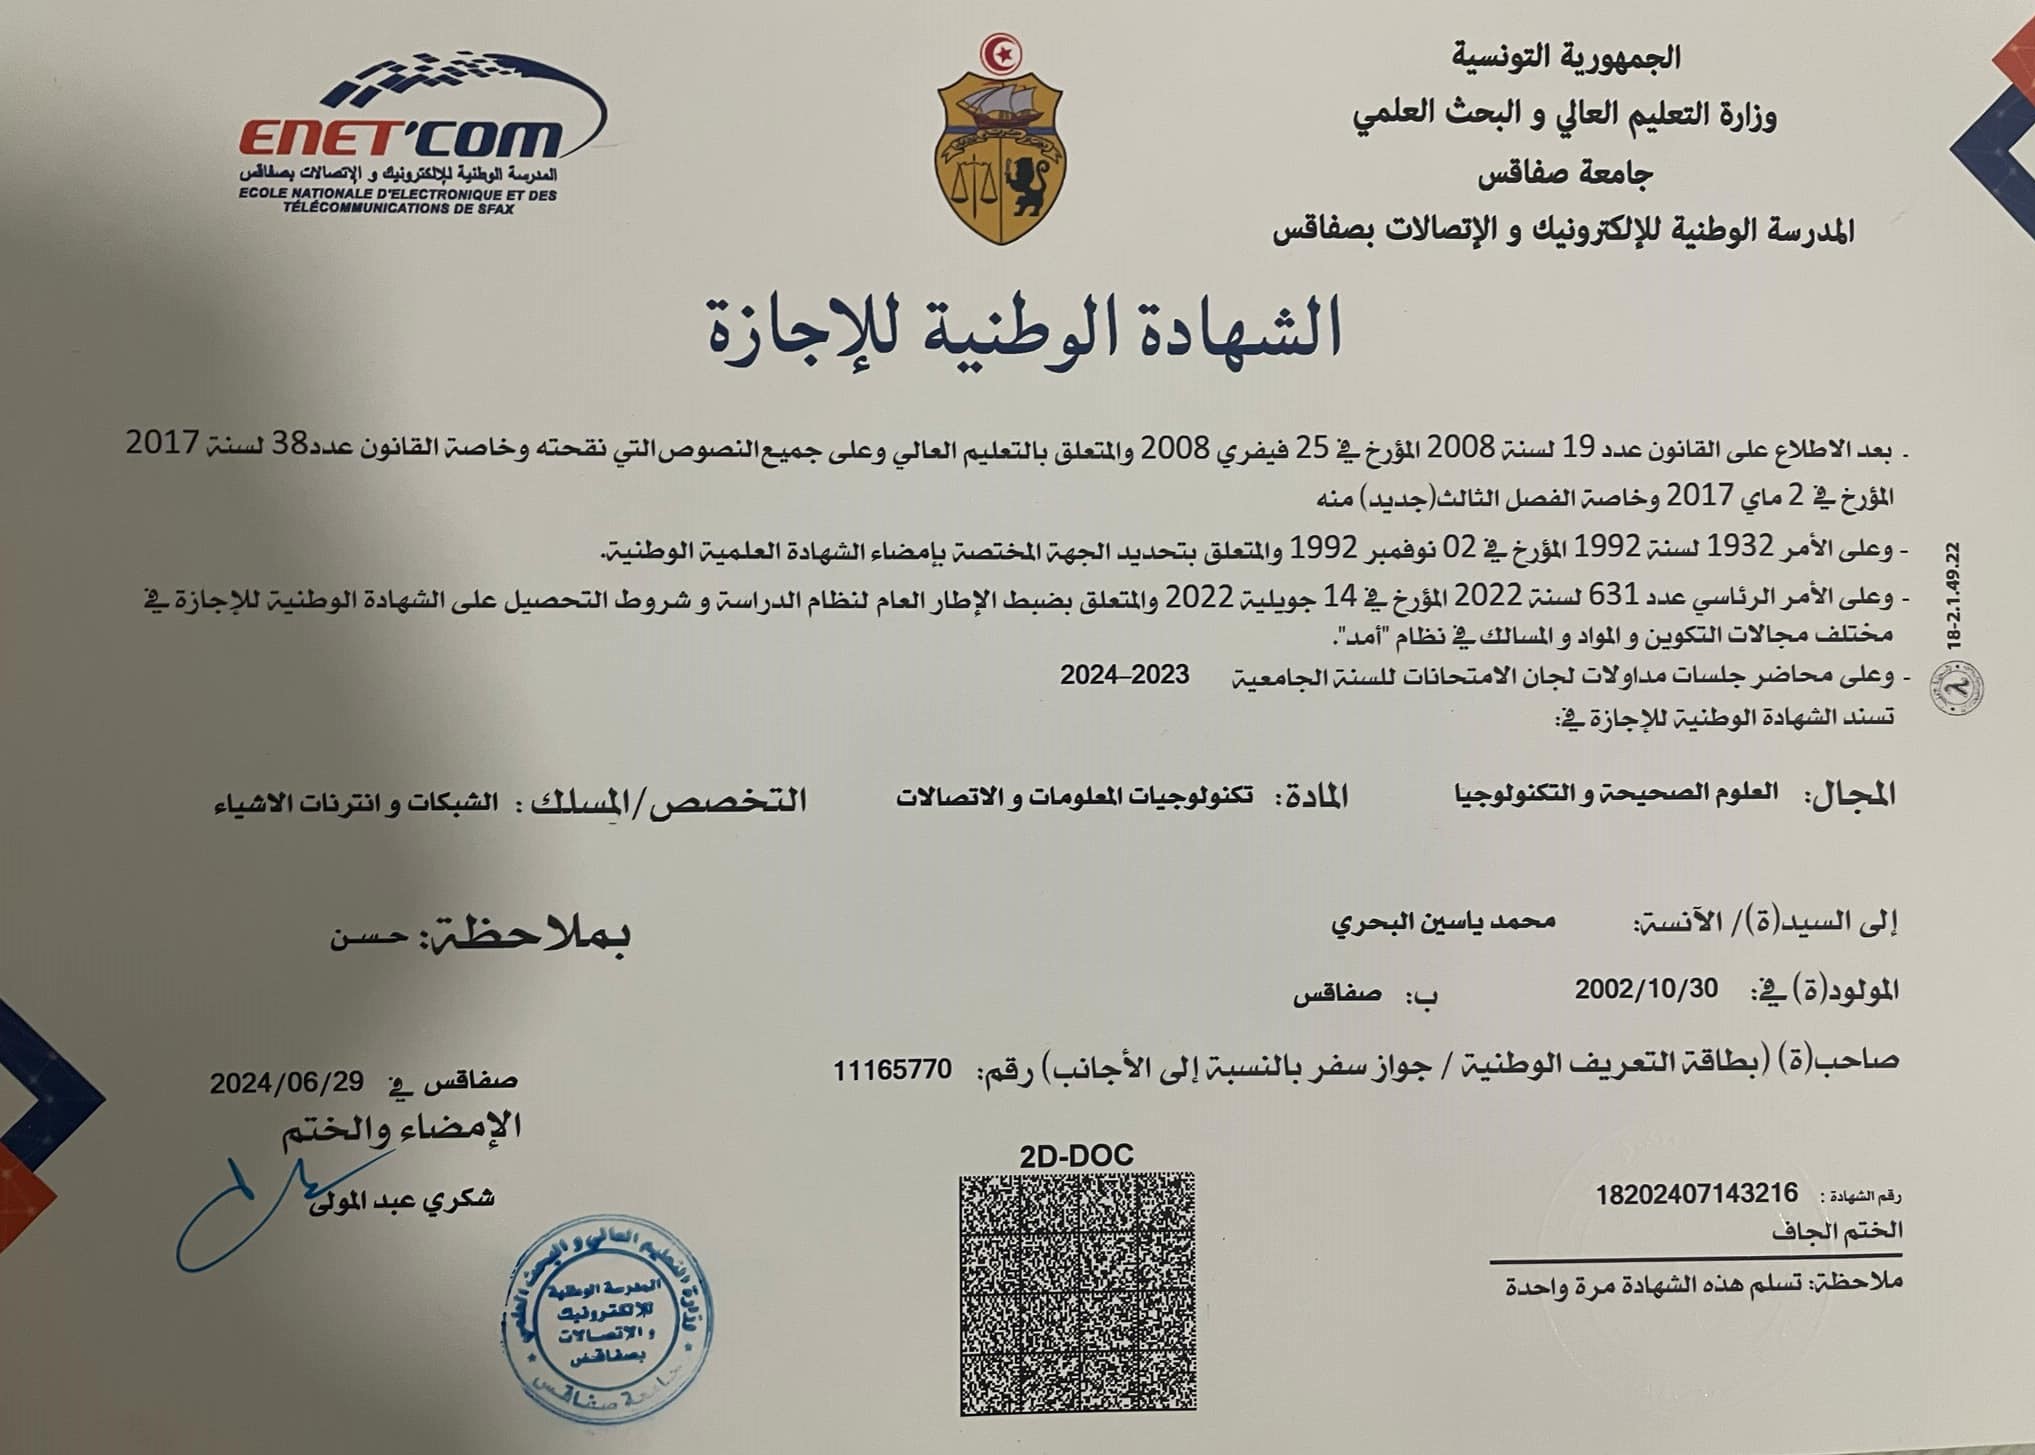 الجمهورية التونسية
وزارة التعليم العالي و البحث العلمي
جامعة صفاقس
المدرسة الوطنية للإلكترونيك و الإتصالات بصفاقس
ENET'COM
المدرسة الوطنية للإلكترونيك و الإتصالات بصفاقس
ECOLE NATIONALE D'ELECTRONIQUE ET DES
TÉLÉCOMMUNICATIONS DE SFAX
الشهادة الوطنية للإجازة
- بعد الاطلاع على القانون عدد 19 لسنة 2008 المؤرخ في 25 فيفري 2008 والمتعلق بالتعليم العالي وعلى جميع النصوص التي نقحته وخاصة القانون عدد38 لسنة 2017
المؤرخ في 2 ماي 2017 وخاصة الفصل الثالث(جديد) منه
- وعلى الأمر 1932 لسنة 1992 المؤرخ في 02 نوفمبر 1992 والمتعلق بتحديد الجهة المختصة بإمضاء الشهادة العلمية الوطنية.
- وعلى الأمر الرئاسي عدد 631 لسنة 2022 المؤرخ في 14 جويلية 2022 والمتعلق بضبط الإطار العام لنظام الدراسة و شروط التحصيل على الشهادة الوطنية للإجازة في
مختلف مجالات التكوين و المواد و المسالك في نظام "أمد".
- وعلى محاضر جلسات مداولات لجان الامتحانات للسنة الجامعية 2023–2024
تسند الشهادة الوطنية للإجازة في:
18-2.1.49.22
المجال: العلوم الصحيحة و التكنولوجيا المادة: تكنولوجيات المعلومات و الاتصالات التخصص/المسلك : الشبكات و انترنات الاشياء
إلى السيد(ة)/ الآنسة: محمد ياسين البحري بملاحظة: حسن
المولود(ة) في: 2002/10/30 ب: صفاقس
صاحب(ة) (بطاقة التعريف الوطنية / جواز سفر بالنسبة إلى الأجانب) رقم: 11165770
صفاقس في 2024/06/29
الإمضاء والختم
شكري عبد المولى
2D-DOC
رقم الشهادة : 18202407143216
الختم الجاف
ملاحظة: تسلم هذه الشهادة مرة واحدة
وزارة التعليم العالي و البحث العلمي
المدرسة الوطنية
للإلكترونيك
و الاتصالات
بصفاقس
جامعة صفاقس